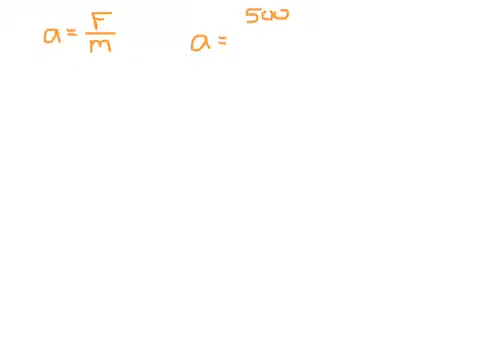 a = F/m a = 500